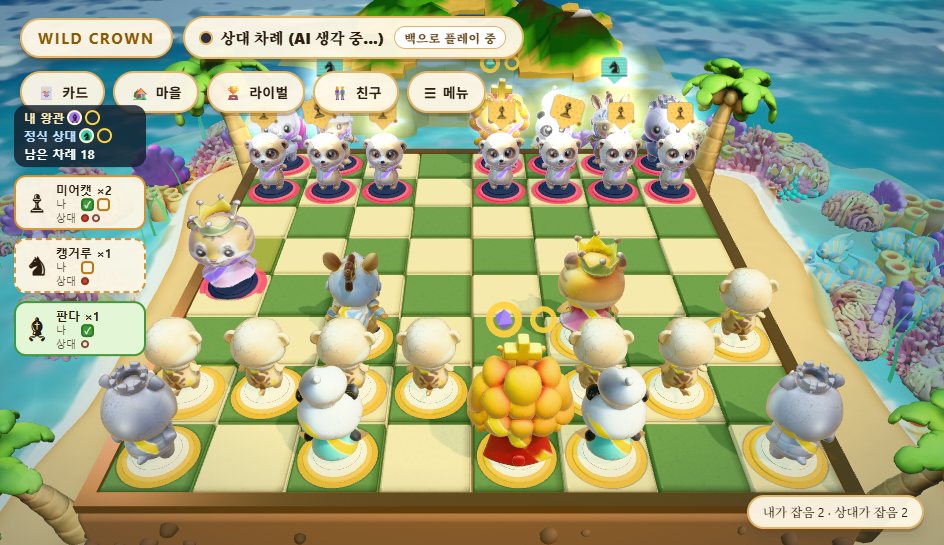 WILD CROWN
상대 차례 (AI 생각 중...)
백으로 플레이 중
카드
마을
라이벌
친구
메뉴
내 왕관
정식 상대
남은 차례 18
미어캣 ×2
나
상대
캥거루 ×1
나
상대
판다 ×1
나
상대
내가 잡음 2 · 상대가 잡음 2